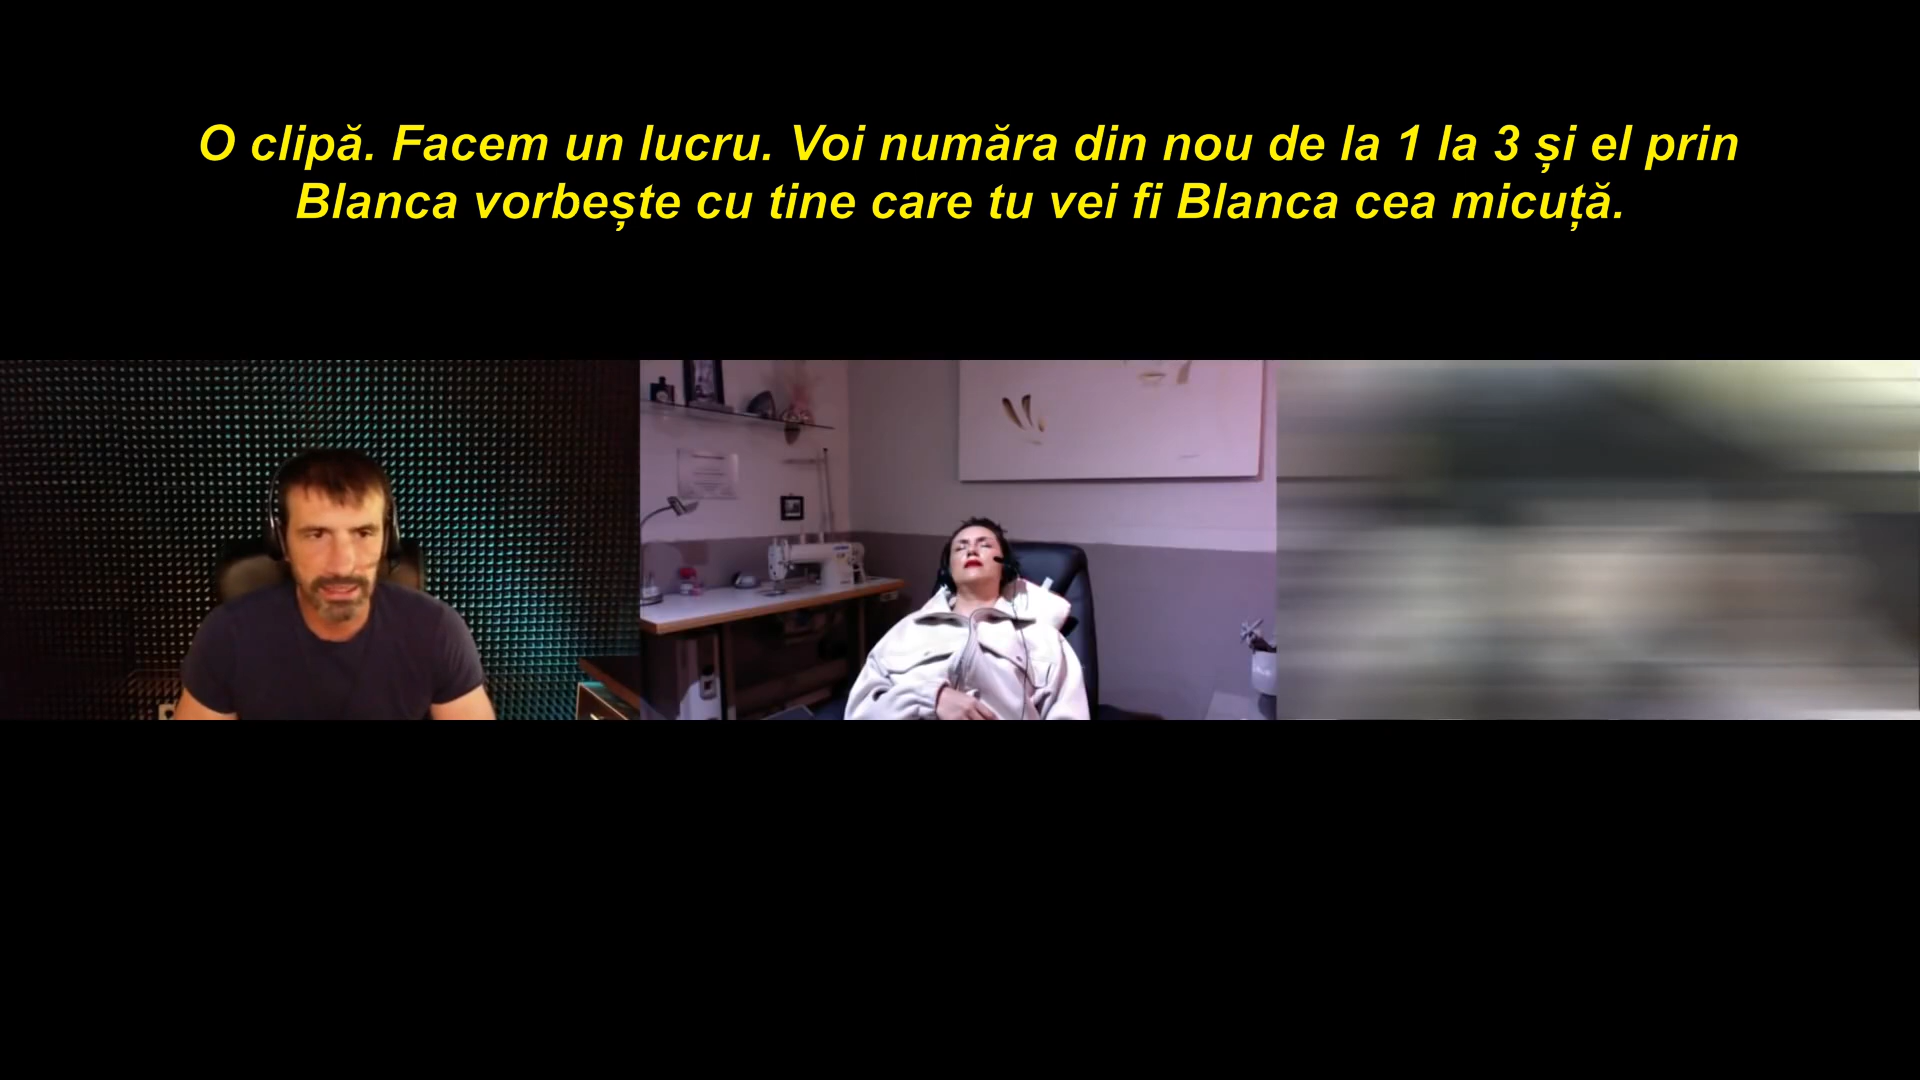 O clipă. Facem un lucru. Voi număra din nou de la 1 la 3 și el prin
Blanca vorbește cu tine care tu vei fi Blanca cea micuță.